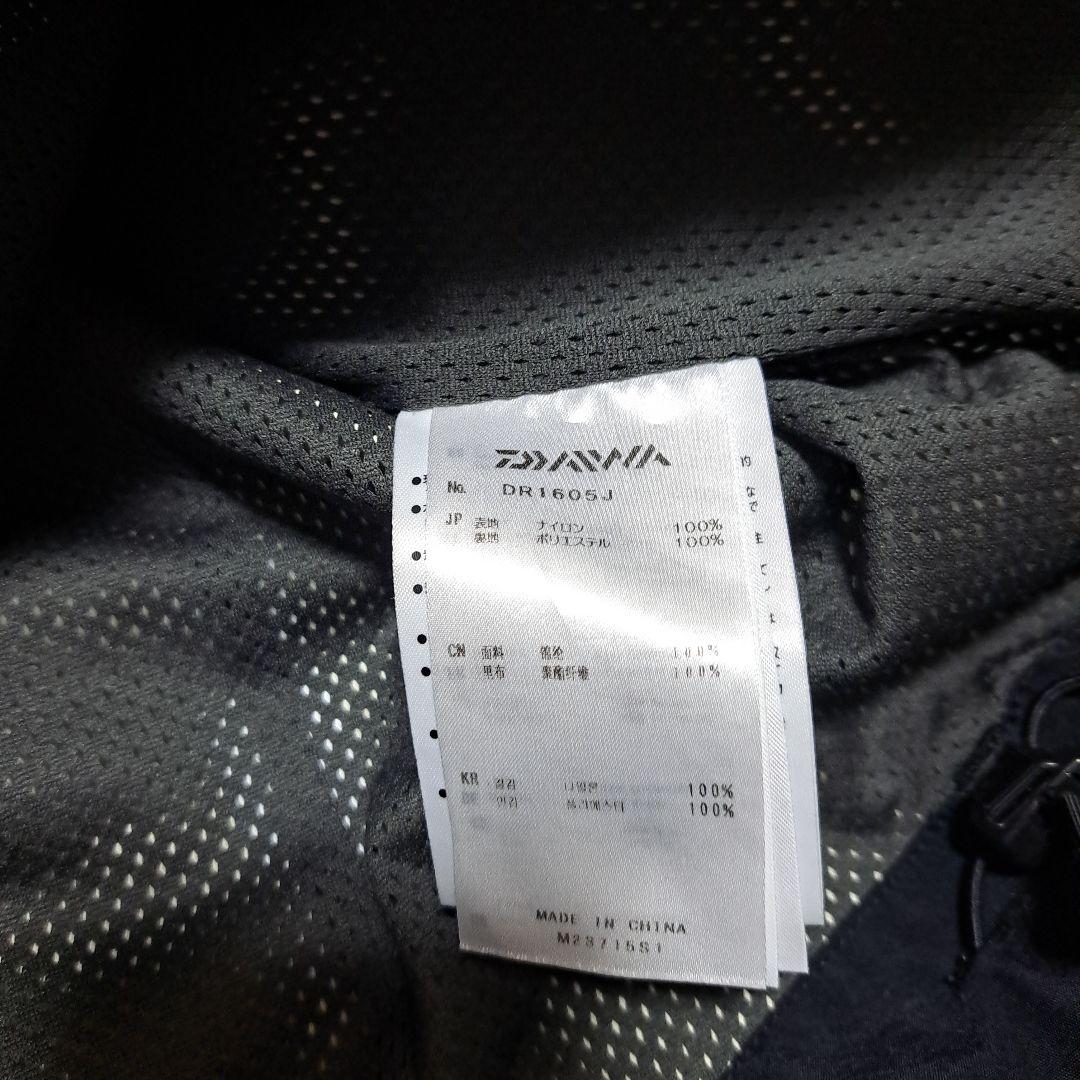 DAIWA
No. DR1605J
JP 表地 ナイロン 100%
裏地 ポリエステル 100%
CN 面料 锦纶 100%
里布 聚酯纤维 100%
KR 겉감 나일론 100%
안감 폴리에스터 100%
MADE IN CHINA
M23715S1